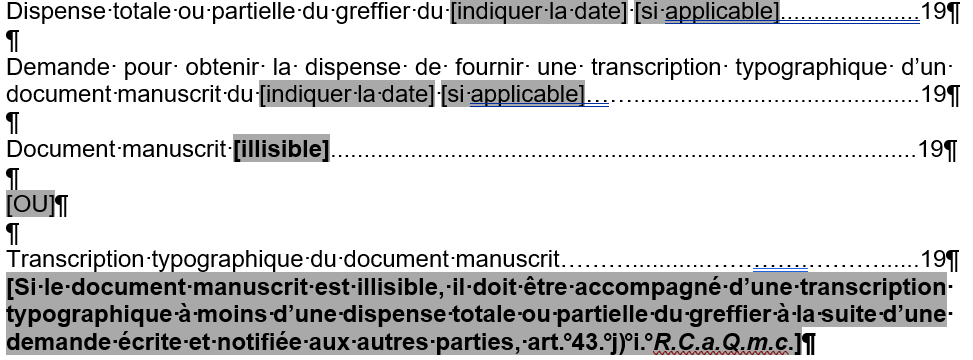 Dispense totale ou partielle du greffier du [indiquer la date] [si applicable].....................19¶
¶
Demande pour obtenir la dispense de fournir une transcription typographique d’un
document manuscrit du [indiquer la date] [si applicable]…………………………………………19¶
¶
Document manuscrit [illisible]........................................................................................19¶
¶
[OU]¶
¶
Transcription typographique du document manuscrit……………………………………………19¶
[Si le document manuscrit est illisible, il doit être accompagné d’une transcription
typographique à moins d’une dispense totale ou partielle du greffier à la suite d’une
demande écrite et notifiée aux autres parties, art. 43. j) i. R.C.a.Q.m.c.]¶